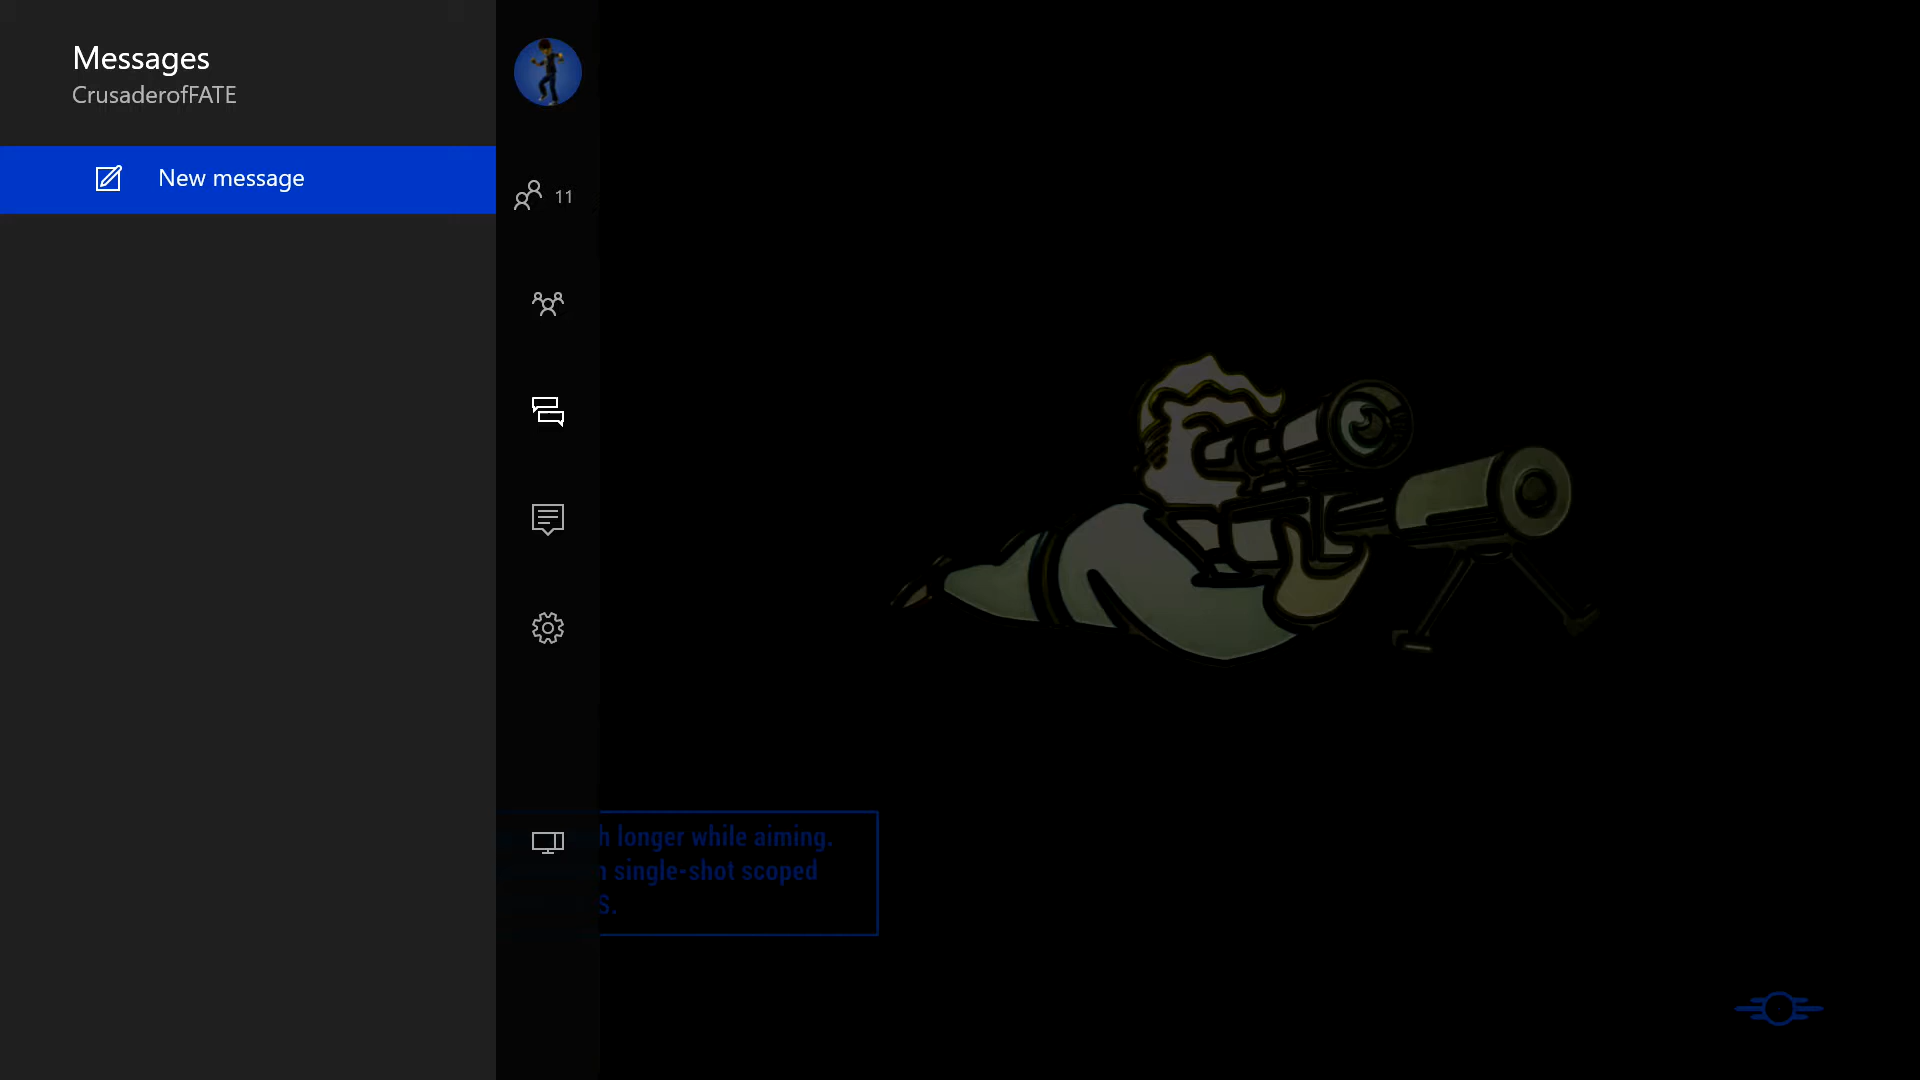 Messages
CrusaderofFATE
New message
11
longer while aiming.
single-shot scoped